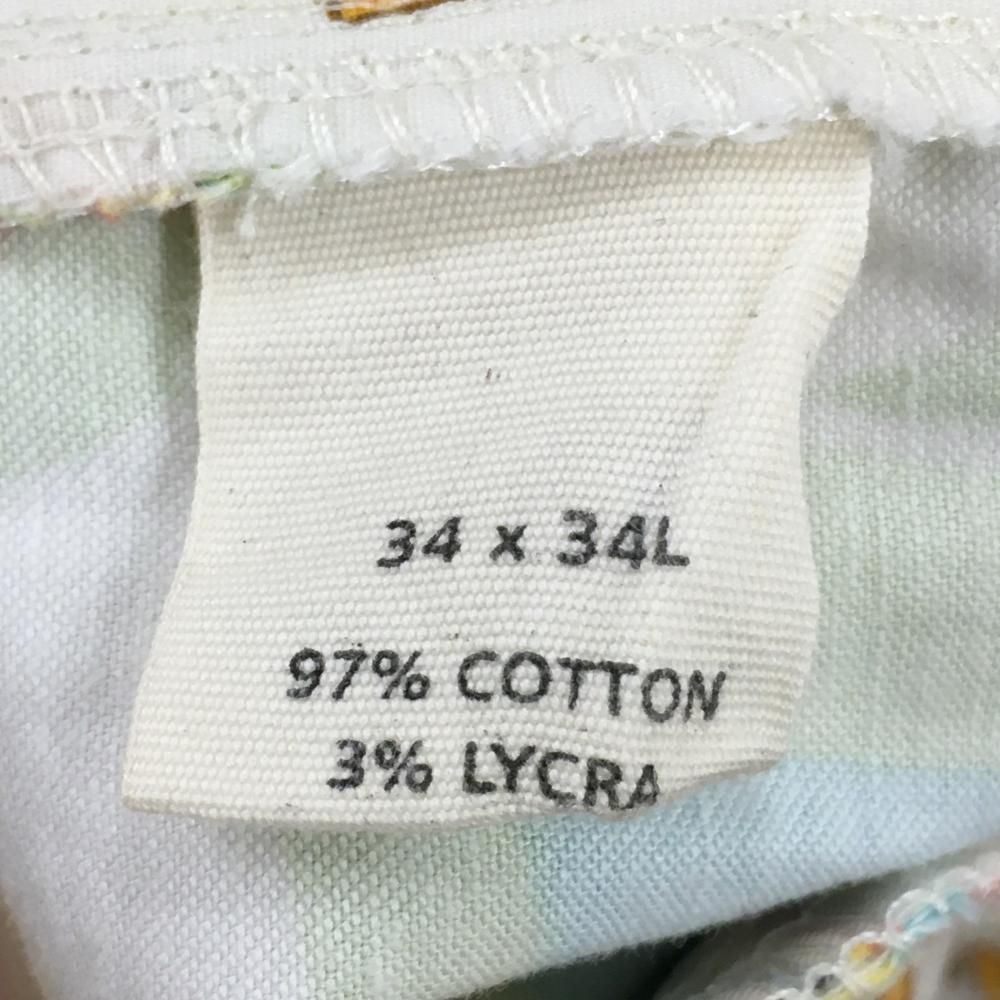 34 x 34L
97% COTTON
3% LYCRA